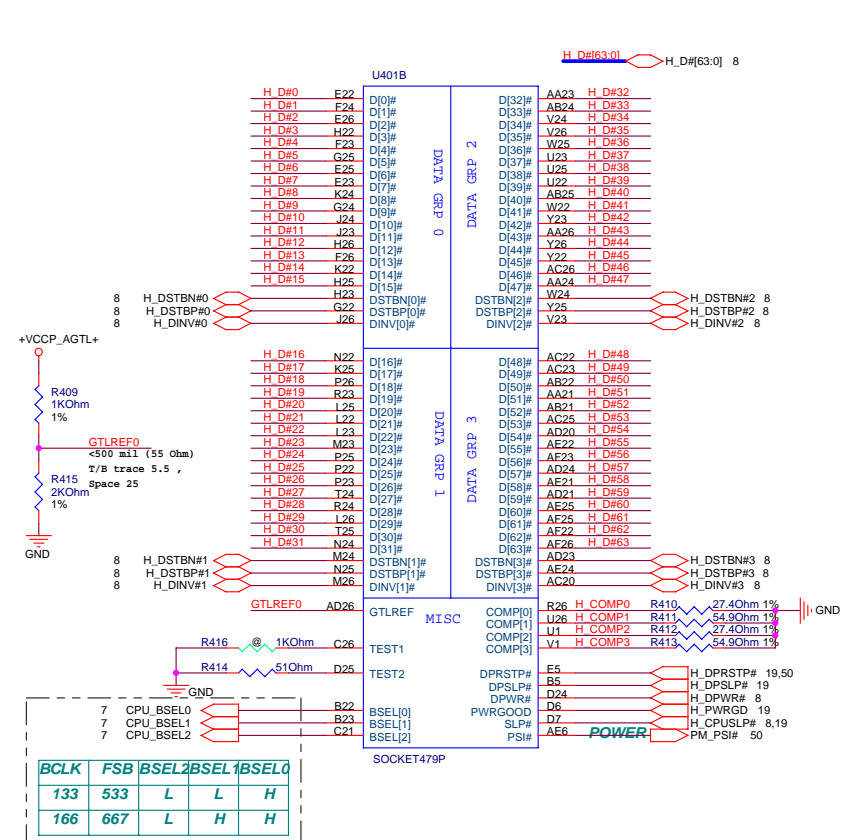 H_D#[63:0] H_D#[63:0] 8
U401B
H_D#0 E22 D[0]# D[32]# AA23 H_D#32
H_D#1 F24 D[1]# D[33]# AB24 H_D#33
H_D#2 E26 D[2]# D[34]# V24 H_D#34
H_D#3 H22 D[3]# D[35]# V26 H_D#35
H_D#4 F23 D[4]# D[36]# W25 H_D#36
H_D#5 G25 D[5]# D[37]# U23 H_D#37
H_D#6 E25 D[6]# D[38]# U25 H_D#38
H_D#7 E23 D[7]# D[39]# U22 H_D#39
H_D#8 K24 D[8]# D[40]# AB25 H_D#40
H_D#9 G24 D[9]# D[41]# W22 H_D#41
H_D#10 J24 D[10]# D[42]# Y23 H_D#42
H_D#11 J23 D[11]# D[43]# AA26 H_D#43
H_D#12 H26 D[12]# D[44]# Y26 H_D#44
H_D#13 F26 D[13]# D[45]# Y22 H_D#45
H_D#14 K22 D[14]# D[46]# AC26 H_D#46
H_D#15 H25 D[15]# D[47]# AA24 H_D#47
8 H_DSTBN#0 H23 DSTBN[0]# DSTBN[2]# W24 H_DSTBN#2 8
8 H_DSTBP#0 G22 DSTBP[0]# DSTBP[2]# Y25 H_DSTBP#2 8
8 H_DINV#0 J26 DINV[0]# DINV[2]# V23 H_DINV#2 8
DATA GRP 0
DATA GRP 2
+VCCP_AGTL+
R409
1KOhm
1%
GTLREF0
<500 mil (55 Ohm)
T/B trace 5.5 ,
Space 25
R415
2KOhm
1%
GND
H_D#16 N22 D[16]# D[48]# AC22 H_D#48
H_D#17 K25 D[17]# D[49]# AC23 H_D#49
H_D#18 P26 D[18]# D[50]# AB22 H_D#50
H_D#19 R23 D[19]# D[51]# AA21 H_D#51
H_D#20 L25 D[20]# D[52]# AB21 H_D#52
H_D#21 L22 D[21]# D[53]# AC25 H_D#53
H_D#22 L23 D[22]# D[54]# AD20 H_D#54
H_D#23 M23 D[23]# D[55]# AE22 H_D#55
H_D#24 P25 D[24]# D[56]# AF23 H_D#56
H_D#25 P22 D[25]# D[57]# AD24 H_D#57
H_D#26 P23 D[26]# D[58]# AE21 H_D#58
H_D#27 T24 D[27]# D[59]# AD21 H_D#59
H_D#28 R24 D[28]# D[60]# AE25 H_D#60
H_D#29 L26 D[29]# D[61]# AF25 H_D#61
H_D#30 T25 D[30]# D[62]# AF22 H_D#62
H_D#31 N24 D[31]# D[63]# AF26 H_D#63
8 H_DSTBN#1 M24 DSTBN[1]# DSTBN[3]# AD23 H_DSTBN#3 8
8 H_DSTBP#1 N25 DSTBP[1]# DSTBP[3]# AE24 H_DSTBP#3 8
8 H_DINV#1 M26 DINV[1]# DINV[3]# AC20 H_DINV#3 8
DATA GRP 1
DATA GRP 3
GTLREF0 AD26 GTLREF MISC COMP[0] R26 H_COMP0 R410 27.4Ohm 1% GND
COMP[1] U26 H_COMP1 R411 54.9Ohm 1%
COMP[2] U1 H_COMP2 R412 27.4Ohm 1%
COMP[3] V1 H_COMP3 R413 54.9Ohm 1%
R416 @ 1KOhm C26 TEST1
R414 51Ohm D25 TEST2
GND
DPRSTP# E5 H_DPRSTP# 19,50
DPSLP# B5 H_DPSLP# 19
DPWR# D24 H_DPWR# 8
7 CPU_BSEL0 B22 BSEL[0] PWRGOOD D6 H_PWRGD 19
7 CPU_BSEL1 B23 BSEL[1] SLP# D7 H_CPUSLP# 8,19
7 CPU_BSEL2 C21 BSEL[2] PSI# AE6 POWER PM_PSI# 50
SOCKET479P
BCLK FSB BSEL2 BSEL1 BSEL0
133 533 L L H
166 667 L H H